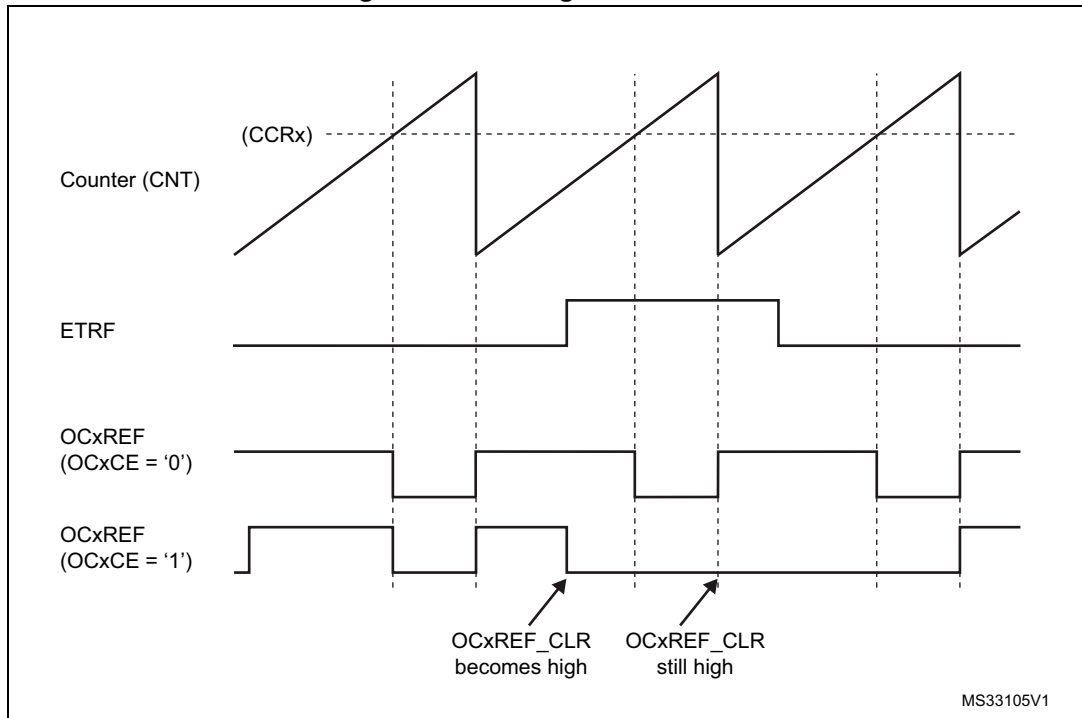 (CCRx)
Counter (CNT)
ETRF
OCxREF
(OCxCE = ‘0’)
OCxREF
(OCxCE = ‘1’)
OCxREF_CLR
becomes high
OCxREF_CLR
still high
MS33105V1